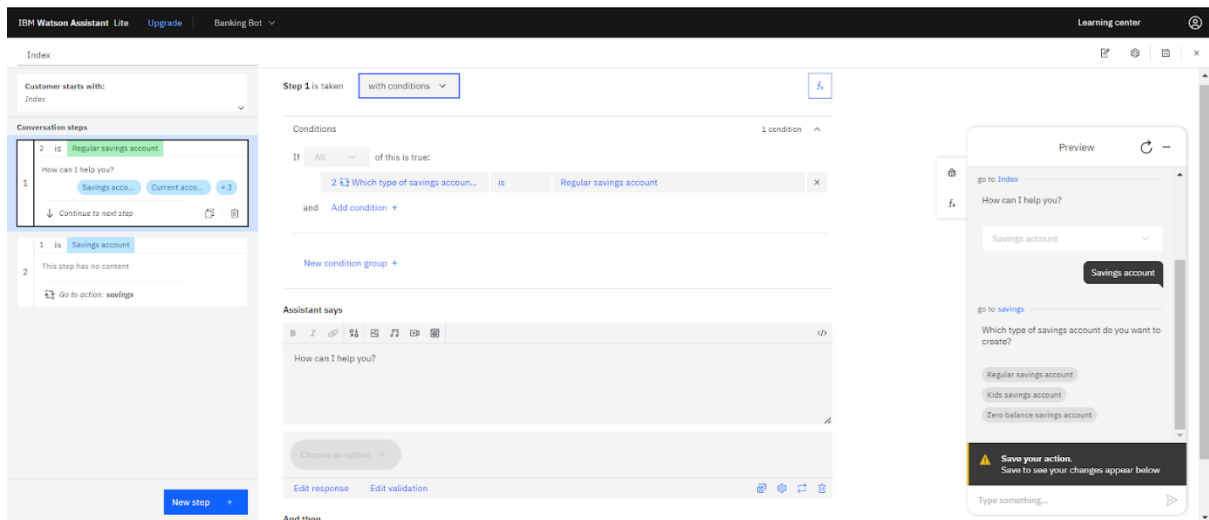 IBM Watson Assistant Lite Upgrade Banking Bot Learning center
Index
Customer starts with:
Index
Conversation steps
2 is Regular savings account
How can I help you?
Savings acco... Current acco... +3
1
Continue to next step
1 is Savings account
This step has no content
2
Go to action: savings
New step +
Step 1 is taken with conditions fx
Conditions 1 condition
If All of this is true:
2 Which type of savings accoun... is Regular savings account ×
and Add condition +
New condition group +
Assistant says
B I </>
How can I help you?
Choose an option
Edit response Edit validation
And then
Preview
fx
go to Index
How can I help you?
Savings account
Savings account
go to savings
Which type of savings account do you want to
create?
Regular savings account
Kids savings account
Zero balance savings account
Save your action.
Save to see your changes appear below
Type something...